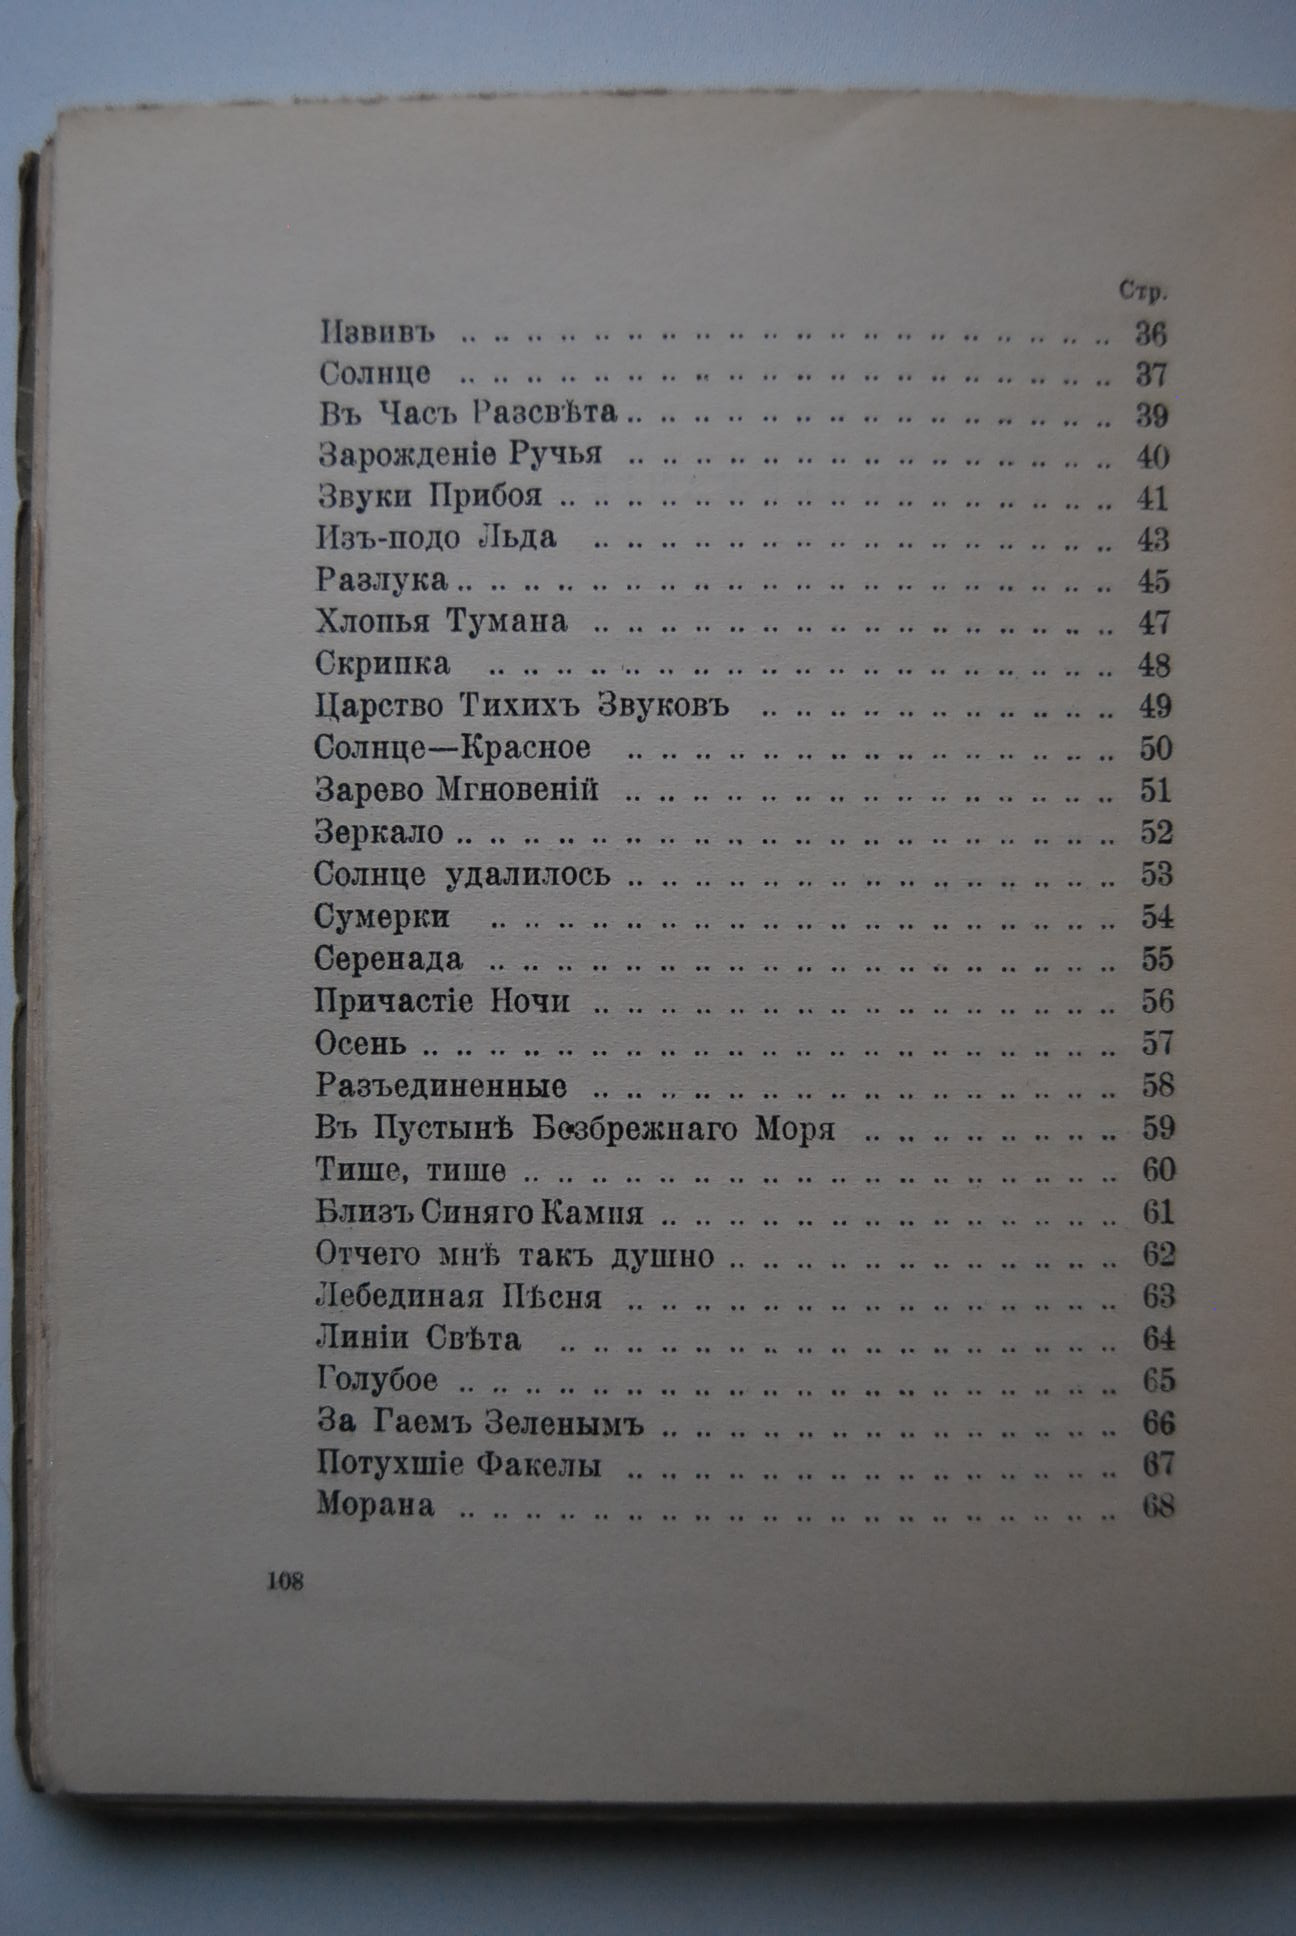 Стр.
Извивъ .. .. .. .. .. .. .. .. .. .. .. .. .. .. .. .. .. .. .. .. 36
Солнце .. .. .. .. .. .. .. .. .. .. .. .. .. .. .. .. .. .. .. .. 37
Въ Часъ Разсвѣта .. .. .. .. .. .. .. .. .. .. .. .. .. .. .. 39
Зарожденіе Ручья .. .. .. .. .. .. .. .. .. .. .. .. .. .. .. 40
Звуки Прибоя .. .. .. .. .. .. .. .. .. .. .. .. .. .. .. .. .. 41
Изъ-подо Льда .. .. .. .. .. .. .. .. .. .. .. .. .. .. .. .. 43
Разлука .. .. .. .. .. .. .. .. .. .. .. .. .. .. .. .. .. .. .. .. 45
Хлопья Тумана .. .. .. .. .. .. .. .. .. .. .. .. .. .. .. .. 47
Скрипка .. .. .. .. .. .. .. .. .. .. .. .. .. .. .. .. .. .. .. 48
Царство Тихихъ Звуковъ .. .. .. .. .. .. .. .. .. .. .. 49
Солнце—Красное .. .. .. .. .. .. .. .. .. .. .. .. .. .. .. 50
Зарево Мгновеній .. .. .. .. .. .. .. .. .. .. .. .. .. .. .. 51
Зеркало .. .. .. .. .. .. .. .. .. .. .. .. .. .. .. .. .. .. .. .. 52
Солнце удалилось .. .. .. .. .. .. .. .. .. .. .. .. .. .. .. 53
Сумерки .. .. .. .. .. .. .. .. .. .. .. .. .. .. .. .. .. .. .. 54
Серенада .. .. .. .. .. .. .. .. .. .. .. .. .. .. .. .. .. .. .. 55
Причастіе Ночи .. .. .. .. .. .. .. .. .. .. .. .. .. .. .. .. 56
Осень .. .. .. .. .. .. .. .. .. .. .. .. .. .. .. .. .. .. .. .. .. 57
Разъединенные .. .. .. .. .. .. .. .. .. .. .. .. .. .. .. .. 58
Въ Пустынѣ Безбрежнаго Моря .. .. .. .. .. .. .. .. 59
Тише, тише .. .. .. .. .. .. .. .. .. .. .. .. .. .. .. .. .. .. 60
Близъ Синяго Камня .. .. .. .. .. .. .. .. .. .. .. .. .. .. 61
Отчего мнѣ такъ душно .. .. .. .. .. .. .. .. .. .. .. .. 62
Лебединая Пѣсня .. .. .. .. .. .. .. .. .. .. .. .. .. .. .. 63
Линіи Свѣта .. .. .. .. .. .. .. .. .. .. .. .. .. .. .. .. .. 64
Голубое .. .. .. .. .. .. .. .. .. .. .. .. .. .. .. .. .. .. .. .. 65
За Гаемъ Зеленымъ .. .. .. .. .. .. .. .. .. .. .. .. .. .. 66
Потухшіе Факелы .. .. .. .. .. .. .. .. .. .. .. .. .. .. .. 67
Морана .. .. .. .. .. .. .. .. .. .. .. .. .. .. .. .. .. .. .. .. 68
108